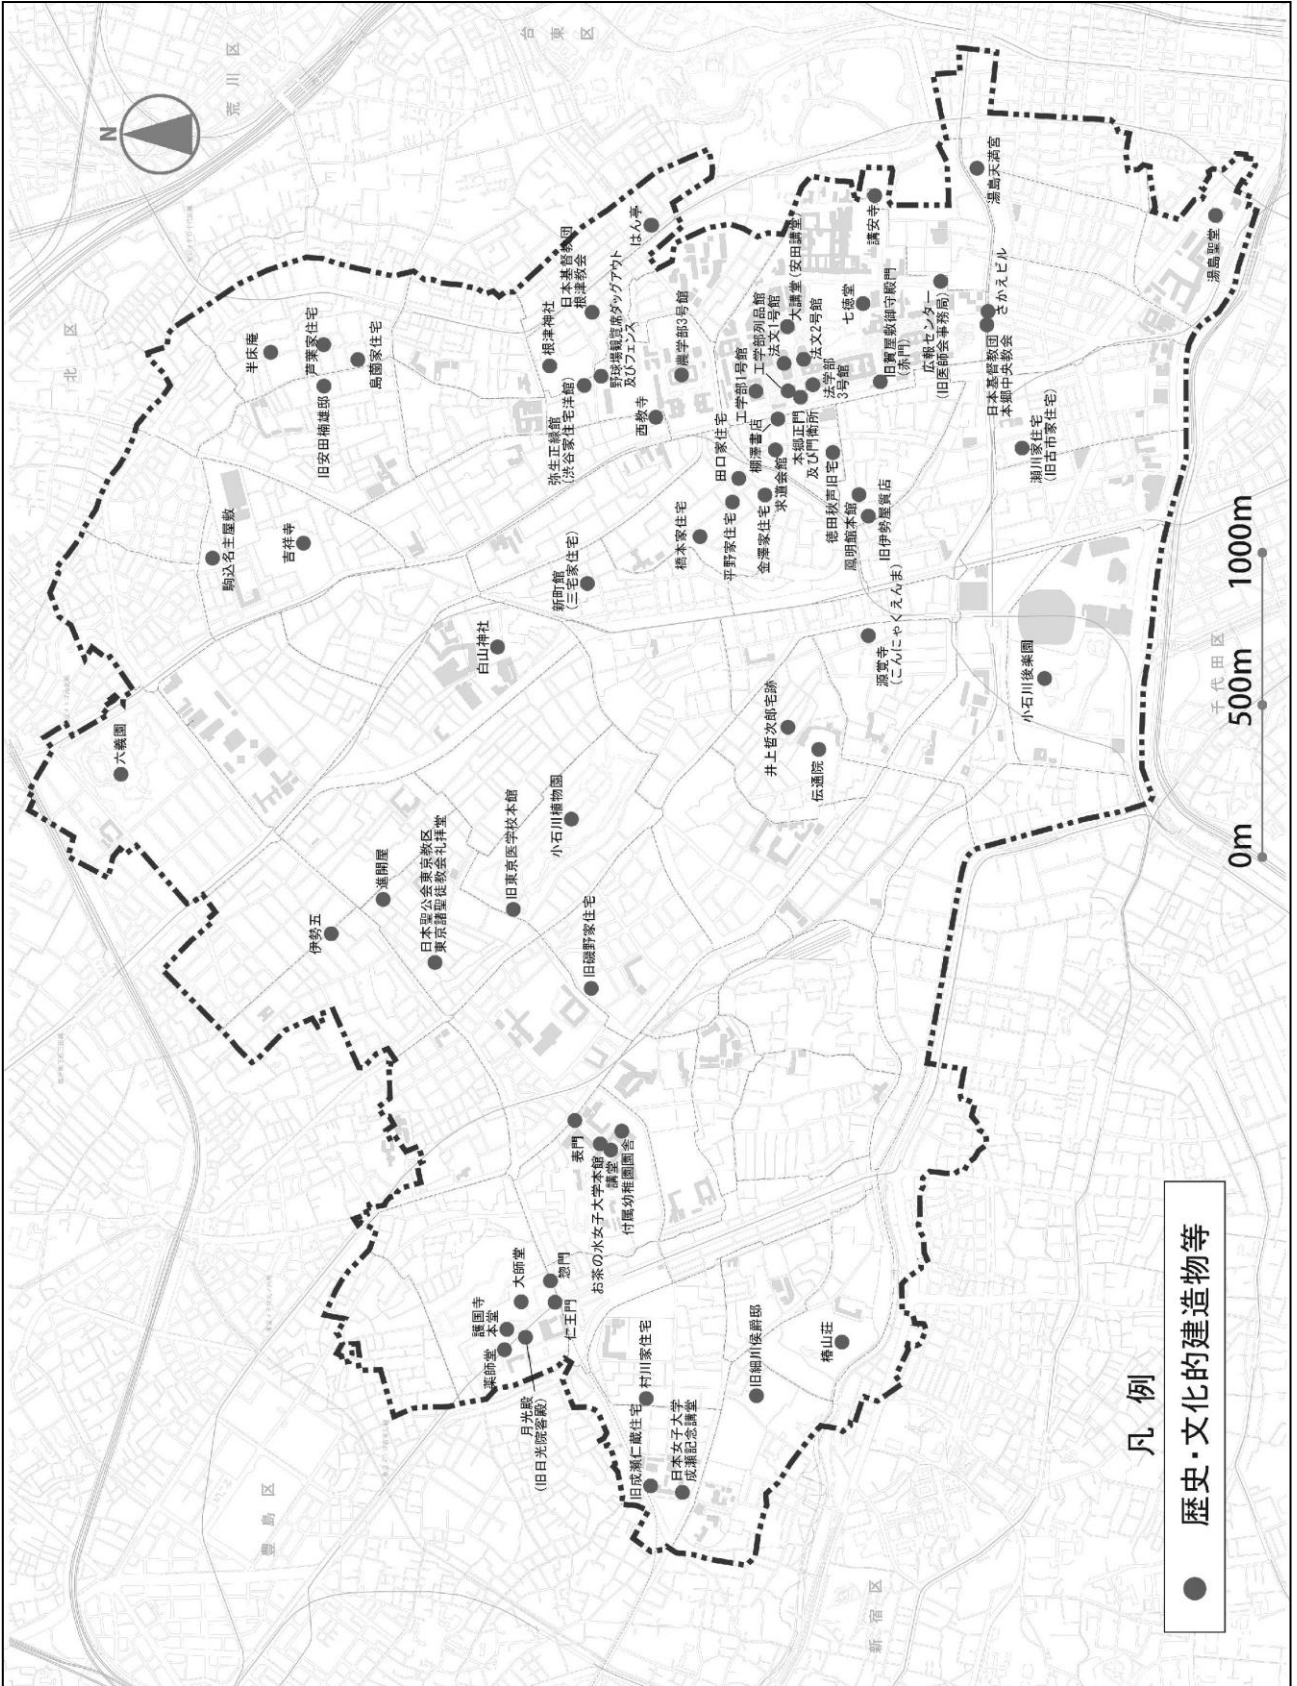 N
北区
荒川区
台東区
豊島区
新宿区
千代田区
六義園
駒込名主屋敷
吉祥寺
半床庵
芦葉家住宅
旧安田楠雄邸
島薗家住宅
伊勢五
進開屋
日本聖公会東京教区
東京諸聖徒教会礼拝堂
白山神社
旧東京医学校本館
小石川植物園
旧磯野家住宅
新町館
(三宅家住宅)
根津神社
日本基督教団
根津教会
はん亭
弥生正緑館
(渋谷家住宅洋館)
野球場観覧席ダッグアウト
及びフェンス
西教寺
農学部3号館
田口家住宅
橋本家住宅
平野家住宅
金澤家住宅
棚澤書店
求道会館
工学部1号館
工学部列品館
法文1号館
大講堂(安田講堂)
法文2号館
法学部
3号館
本郷正門
及び門衛所
七徳堂
講安寺
旧加賀屋敷御守殿門
(赤門)
徳田秋声旧宅
鳳明館本館
旧伊勢屋質店
広報センター
(旧医師会事務局)
日本基督教団
本郷中央教会
さかえビル
湯島天満宮
湯島聖堂
瀬川家住宅
(旧古市家住宅)
源覚寺
(こんにゃくえんま)
小石川後楽園
井上哲次郎宅跡
伝通院
表門
お茶の水女子大学本館
講堂
付属幼稚園園舎
護国寺
本堂
薬師堂
大師堂
惣門
仁王門
月光殿
(旧日光院客殿)
村川家住宅
旧成瀬仁蔵住宅
日本女子大学
成瀬記念講堂
旧細川侯爵邸
椿山荘
凡例
歴史・文化的建造物等
0m 500m 1000m